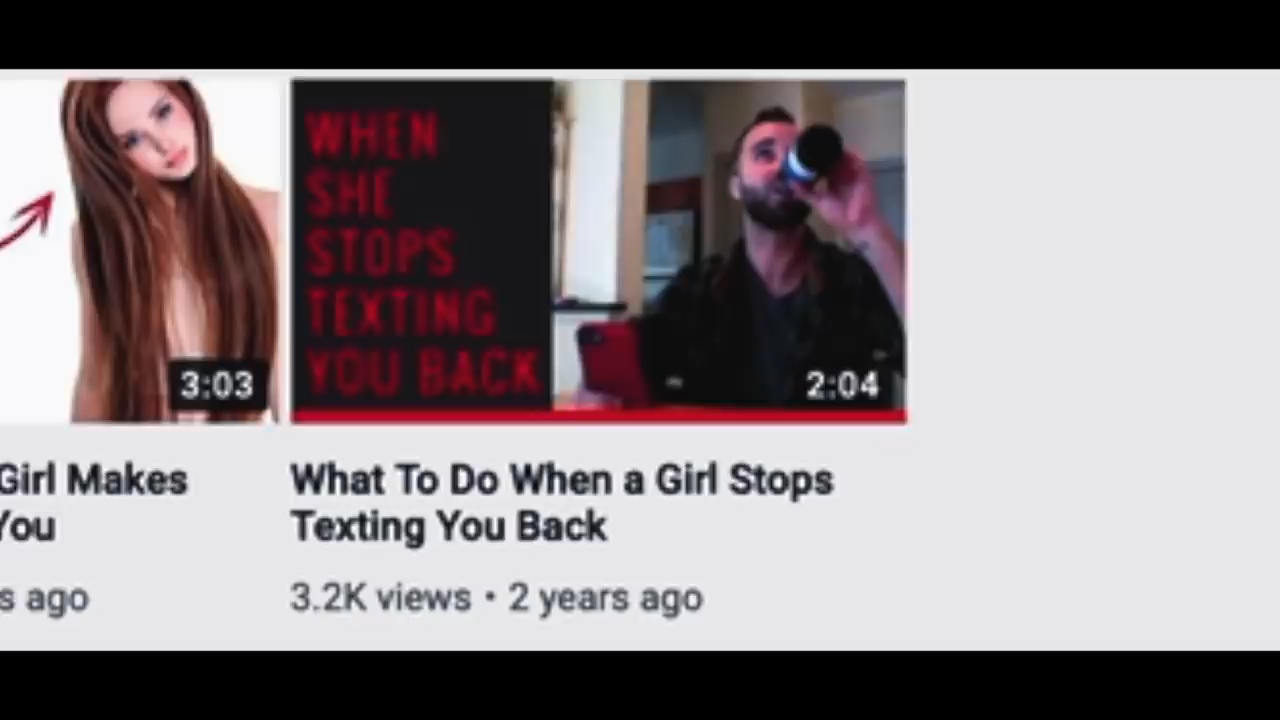 WHEN
SHE
STOPS
TEXTING
YOU BACK
3:03
2:04
Girl Makes
You
s ago
What To Do When a Girl Stops
Texting You Back
3.2K views • 2 years ago